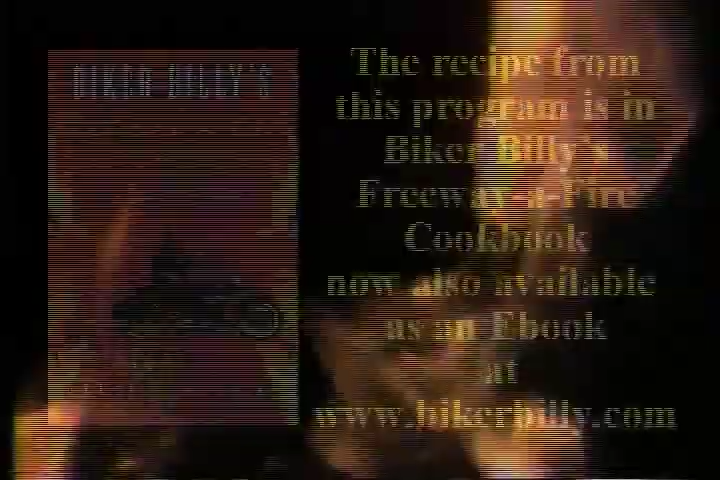 BIKER BILLY'S
The recipe from
this program is in
Biker Billy's
Freeway-a-Fire
Cookbook
now also available
as an Ebook
at
www.bikerbilly.com